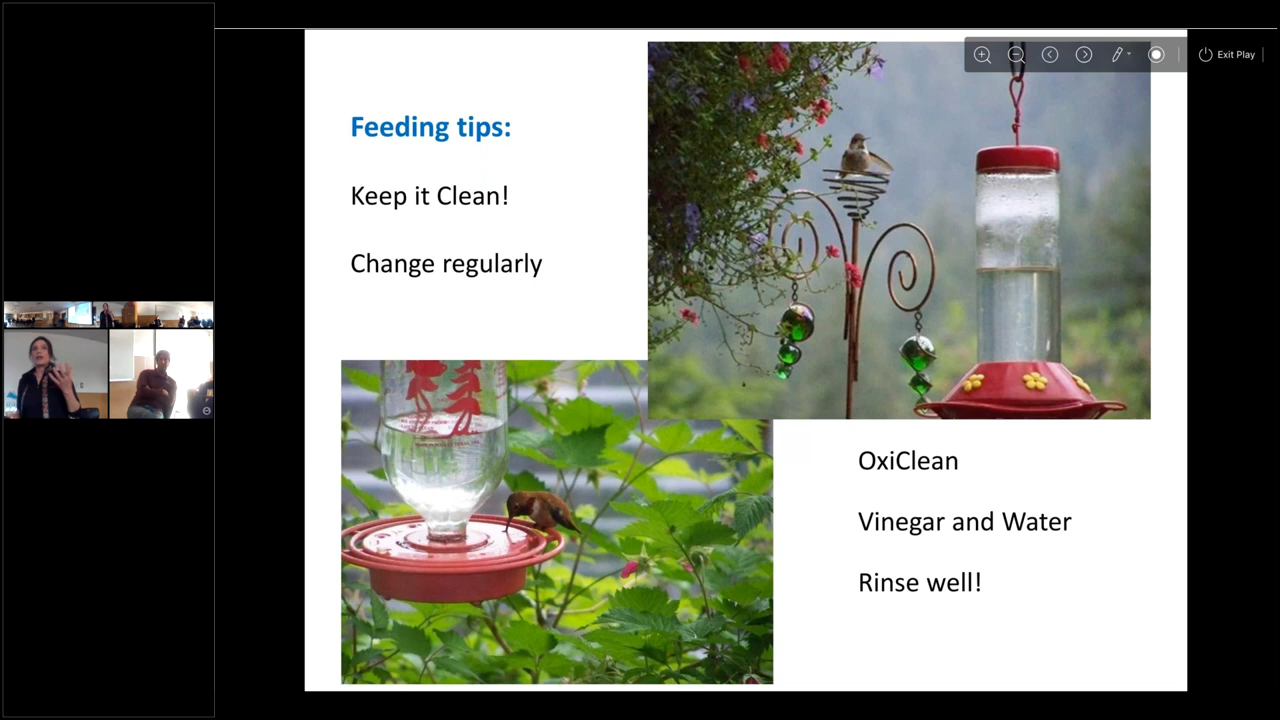 Exit Play
Feeding tips:
Keep it Clean!
Change regularly
OxiClean
Vinegar and Water
Rinse well!